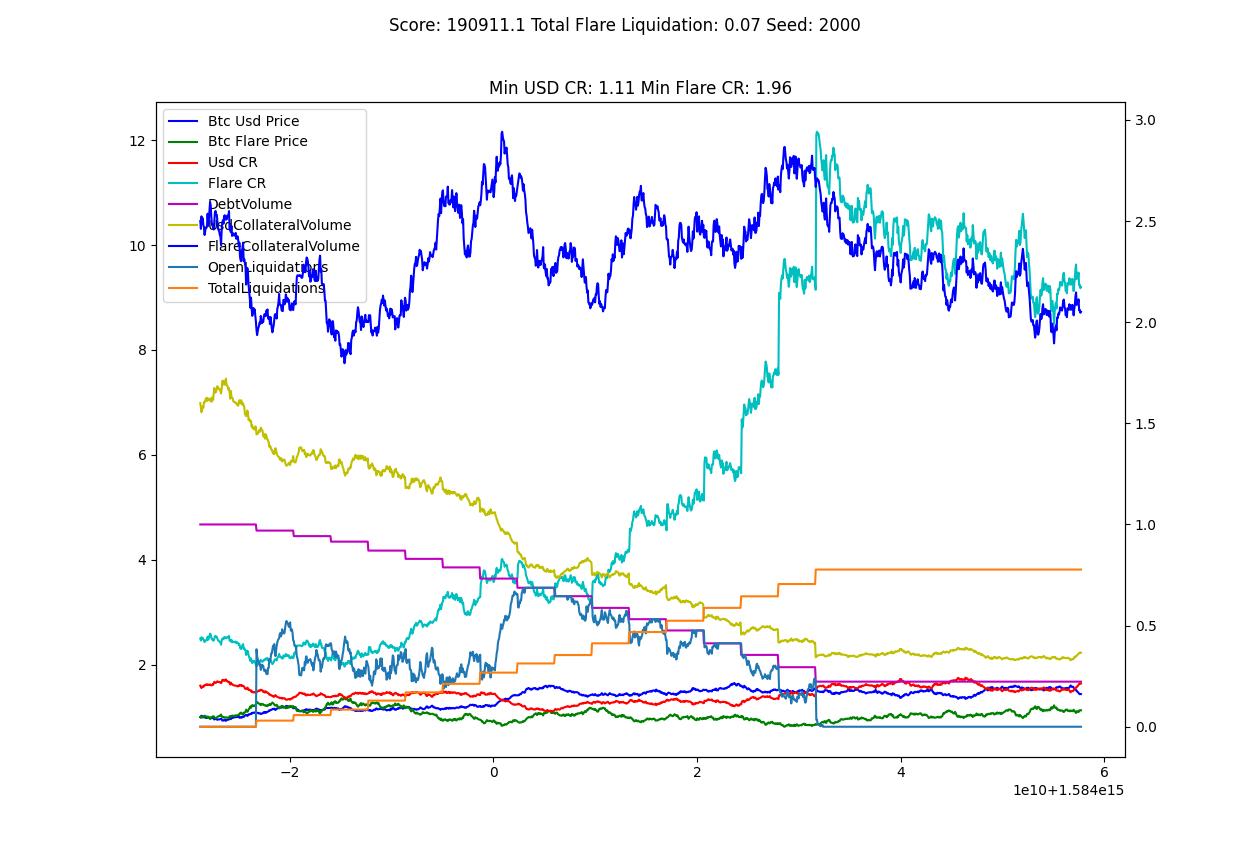 Score: 190911.1 Total Flare Liquidation: 0.07 Seed: 2000
Min USD CR: 1.11 Min Flare CR: 1.96
Btc Usd Price
Btc Flare Price
Usd CR
Flare CR
DebtVolume
UsdCollateralVolume
FlareCollateralVolume
OpenLiquidations
TotalLiquidations
12
10
8
6
4
2
3.0
2.5
2.0
1.5
1.0
0.5
0.0
−2
0
2
4
6
1e10+1.584e15